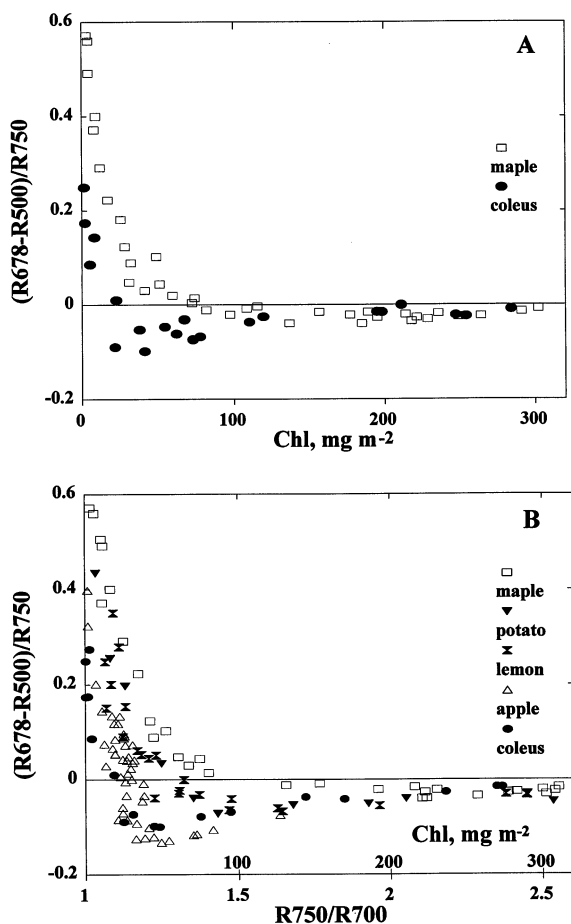 0.6
A
(R678-R500)/R750
0.4
maple
0.2
coleus
0
-0.2
0 100 200 300
Chl, mg m-2
0.6
B
(R678-R500)/R750
0.4
maple
potato
0.2
lemon
apple
coleus
0
Chl, mg m-2
-0.2
0 100 200 300
1 1.5 2 2.5
R750/R700